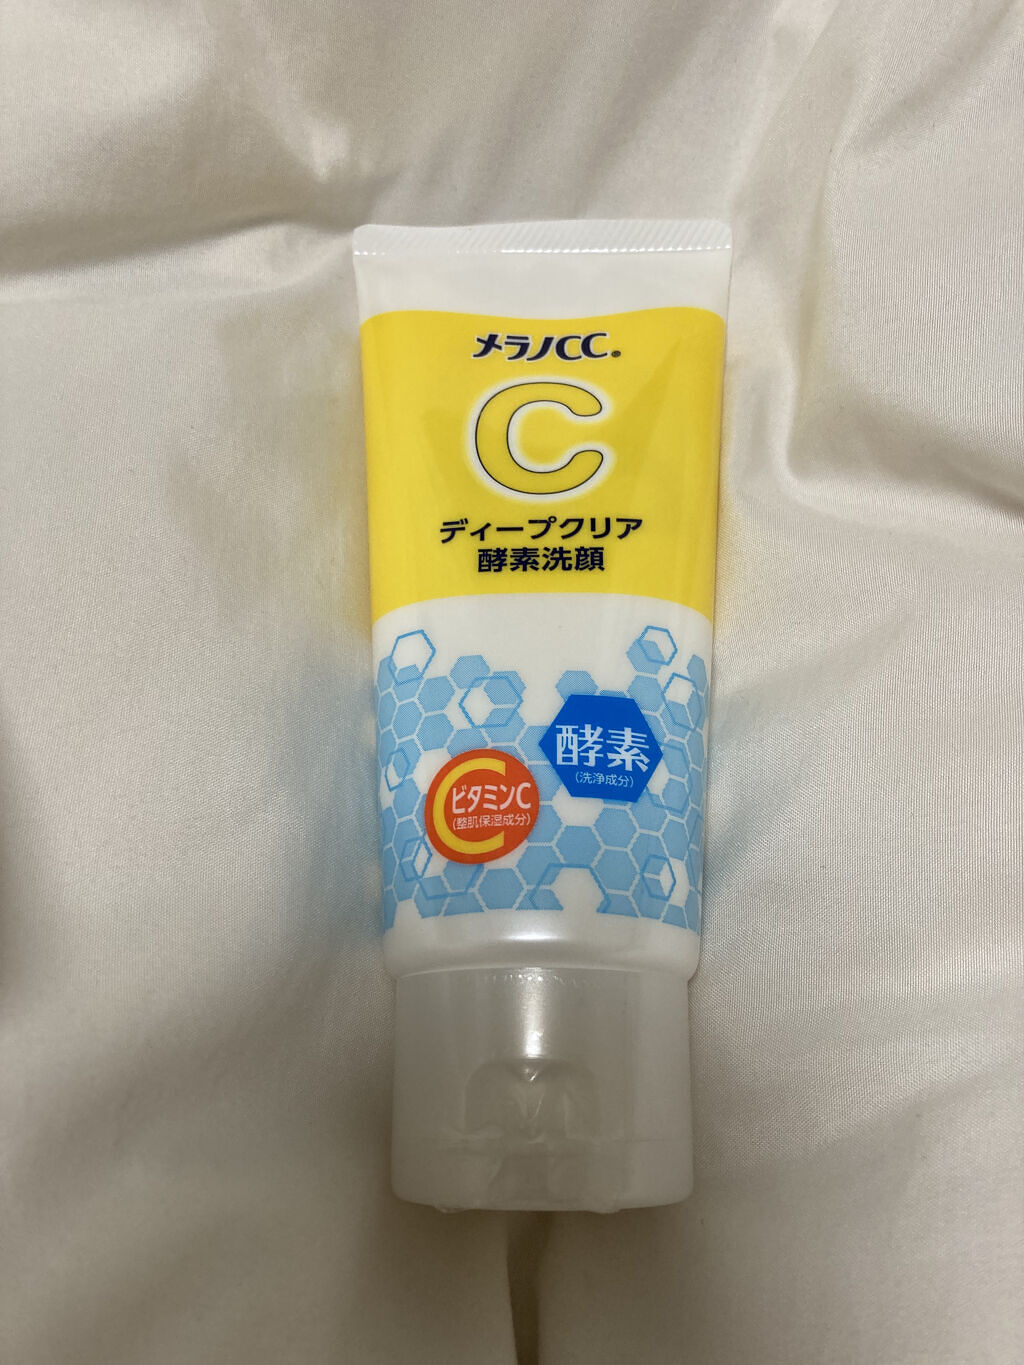 メラノCC®
C
ディープクリア
酵素洗顔
酵素
(洗浄成分)
C
ビタミンC
(整肌保湿成分)